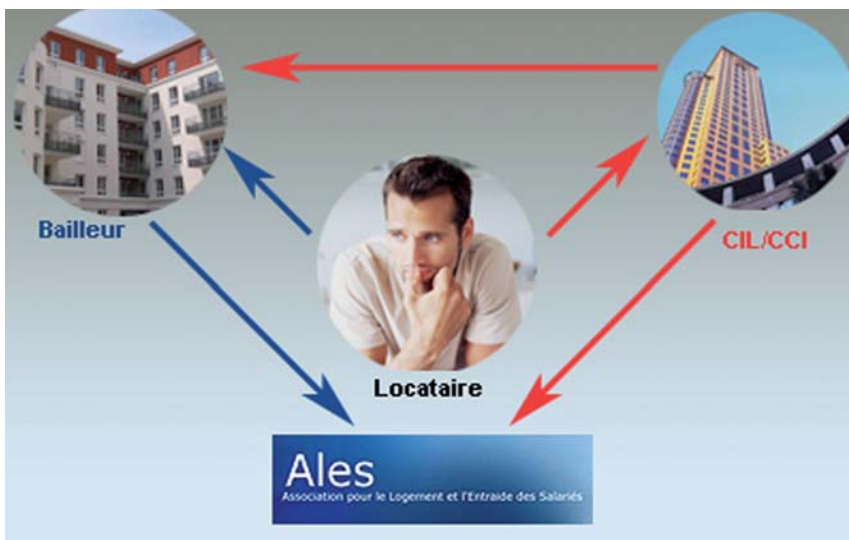 Bailleur
CIL/CCI
Locataire
Ales
Association pour le Logement et l'Entraide des Salariés